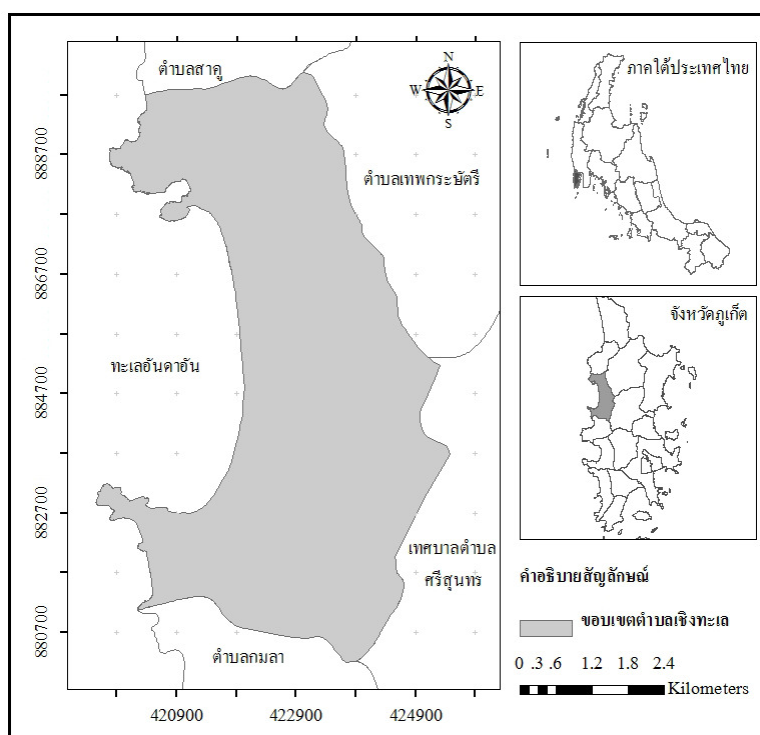 ตำบลสาคู
N
W
E
S
ตำบลเทพกระษัตรี
ทะเลอันดาอัน
เทศบาลตำบล
ศรีสุนทร
ตำบลกมลา
888700
886700
884700
882700
880700
420900
422900
424900
ภาคใต้ประเทศไทย
จังหวัดภูเก็ต
คำอธิบายสัญลักษณ์
ขอบเขตตำบลเชิงทะเล
0 .3 .6 1.2 1.8 2.4
Kilometers